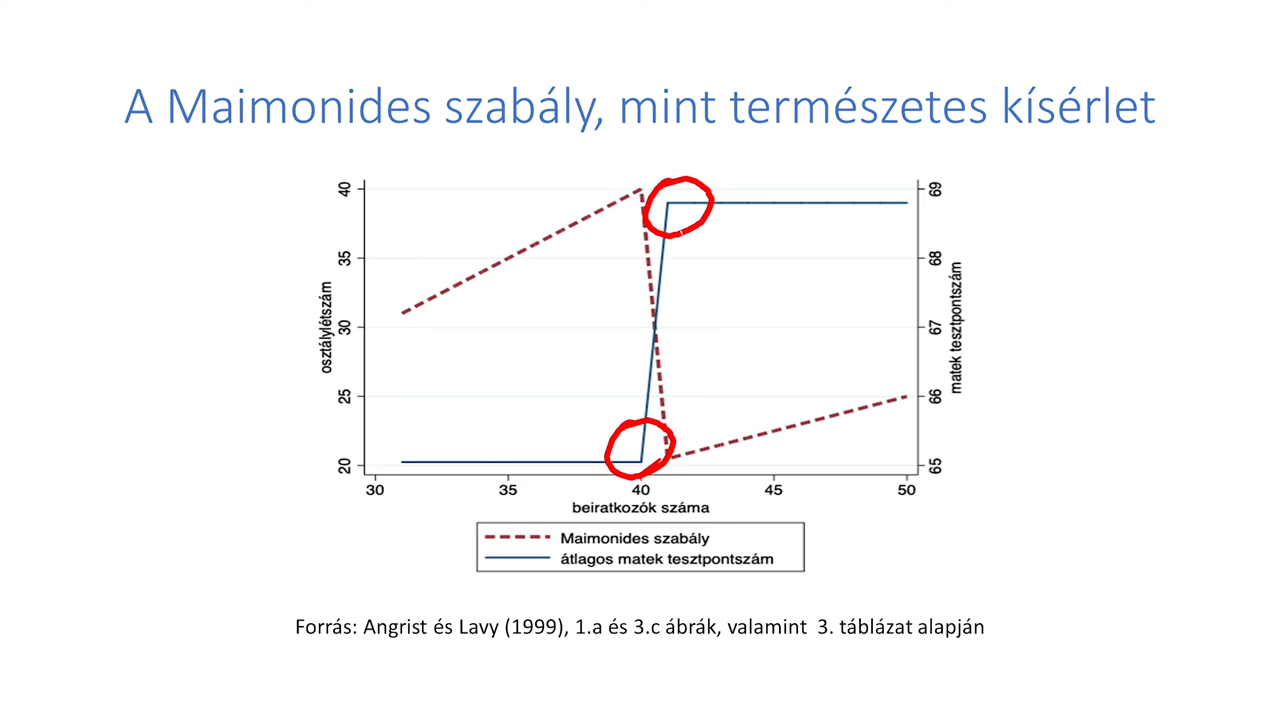 A Maimonides szabály, mint természetes kísérlet
40
35
30
25
20
osztálylétszám
69
68
67
66
65
matek tesztpontszám
30 35 40 45 50
beiratkozók száma
Maimonides szabály
átlagos matek tesztpontszám
Forrás: Angrist és Lavy (1999), 1.a és 3.c ábrák, valamint 3. táblázat alapján